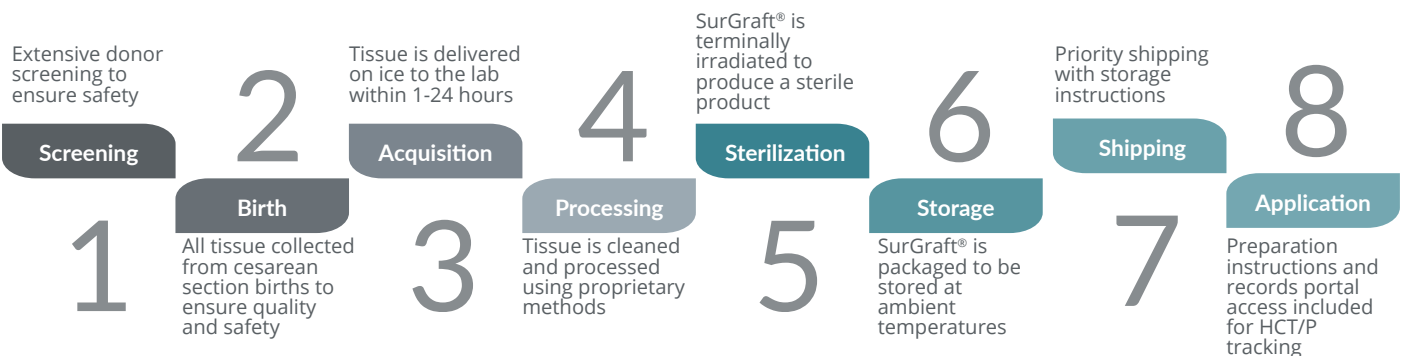 Extensive donor
screening to
ensure safety
Screening
1
2
Birth
All tissue collected
from cesarean
section births to
ensure quality
and safety
Tissue is delivered
on ice to the lab
within 1-24 hours
Acquisition
3
4
Processing
Tissue is cleaned
and processed
using proprietary
methods
SurGraft® is
terminally
irradiated to
produce a sterile
product
Sterilization
5
6
Storage
SurGraft® is
packaged to be
stored at
ambient
temperatures
Priority shipping
with storage
instructions
Shipping
7
8
Application
Preparation
instructions and
records portal
access included
for HCT/P
tracking